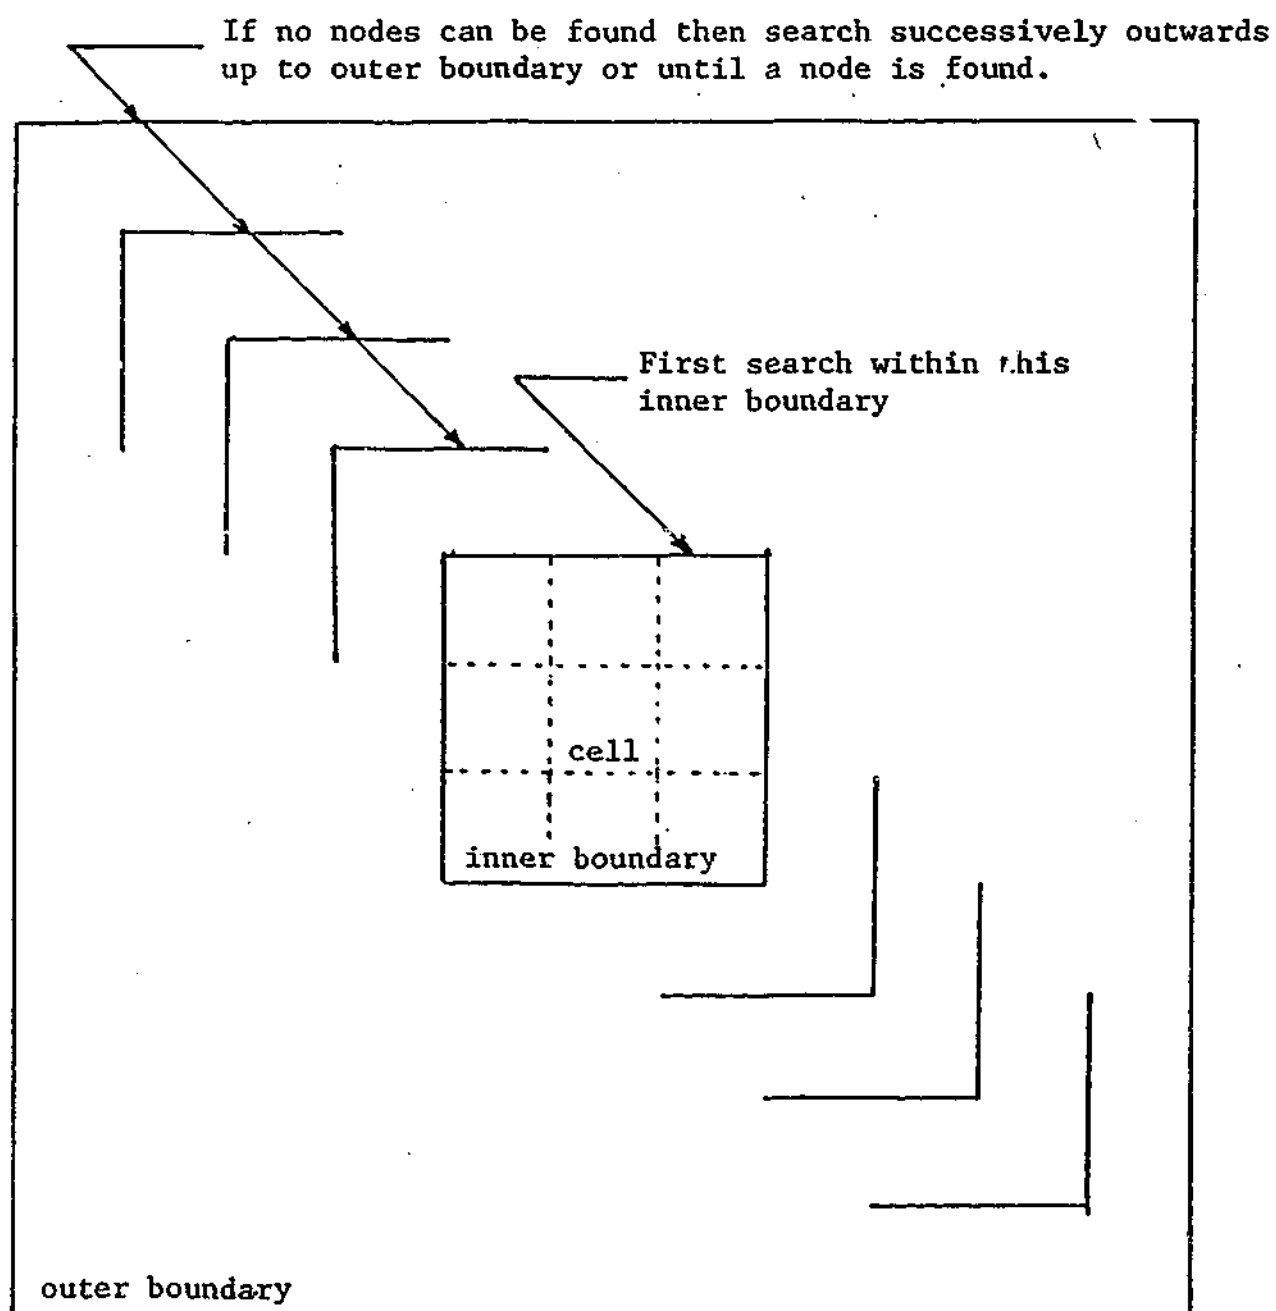 If no nodes can be found then search successively outwards
up to outer boundary or until a node is found.
First search within this
inner boundary
cell
inner boundary
outer boundary